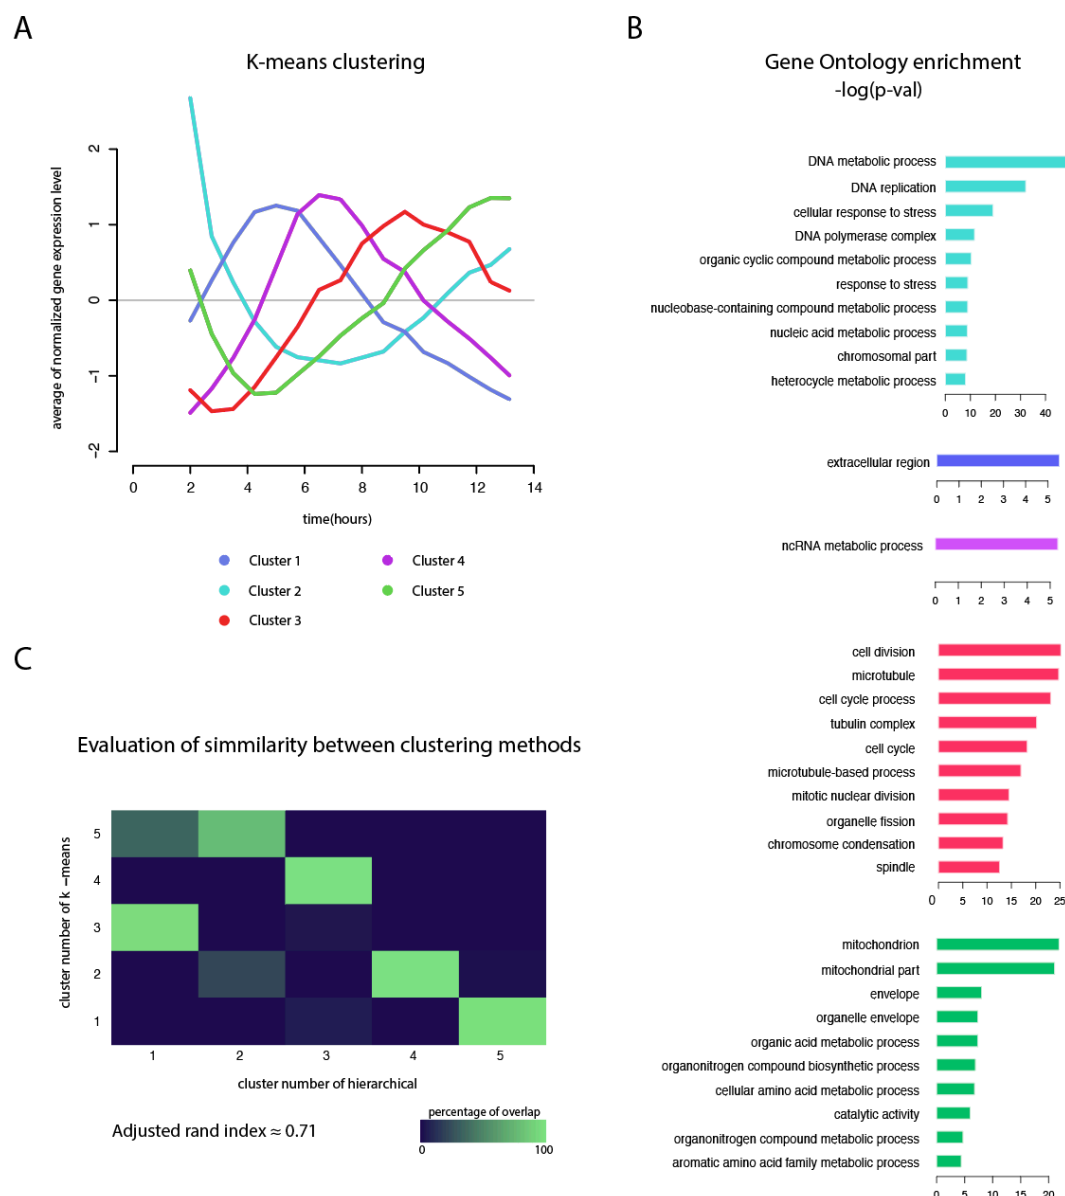 A
K-means clustering
average of normalized gene expression level
2
1
0
−1
−2
0 2 4 6 8 10 12 14
time(hours)
Cluster 1
Cluster 2
Cluster 3
Cluster 4
Cluster 5
B
Gene Ontology enrichment
-log(p-val)
DNA metabolic process
DNA replication
cellular response to stress
DNA polymerase complex
organic cyclic compound metabolic process
response to stress
nucleobase-containing compound metabolic process
nucleic acid metabolic process
chromosomal part
heterocycle metabolic process
0 10 20 30 40
extracellular region
0 1 2 3 4 5
ncRNA metabolic process
0 1 2 3 4 5
cell division
microtubule
cell cycle process
tubulin complex
cell cycle
microtubule-based process
mitotic nuclear division
organelle fission
chromosome condensation
spindle
0 5 10 15 20 25
mitochondrion
mitochondrial part
envelope
organelle envelope
organic acid metabolic process
organonitrogen compound biosynthetic process
cellular amino acid metabolic process
catalytic activity
organonitrogen compound metabolic process
aromatic amino acid family metabolic process
0 5 10 15 20
C
Evaluation of simmilarity between clustering methods
cluster number of k −means
5
4
3
2
1
1 2 3 4 5
cluster number of hierarchical
Adjusted rand index ≈ 0.71
percentage of overlap
0 100